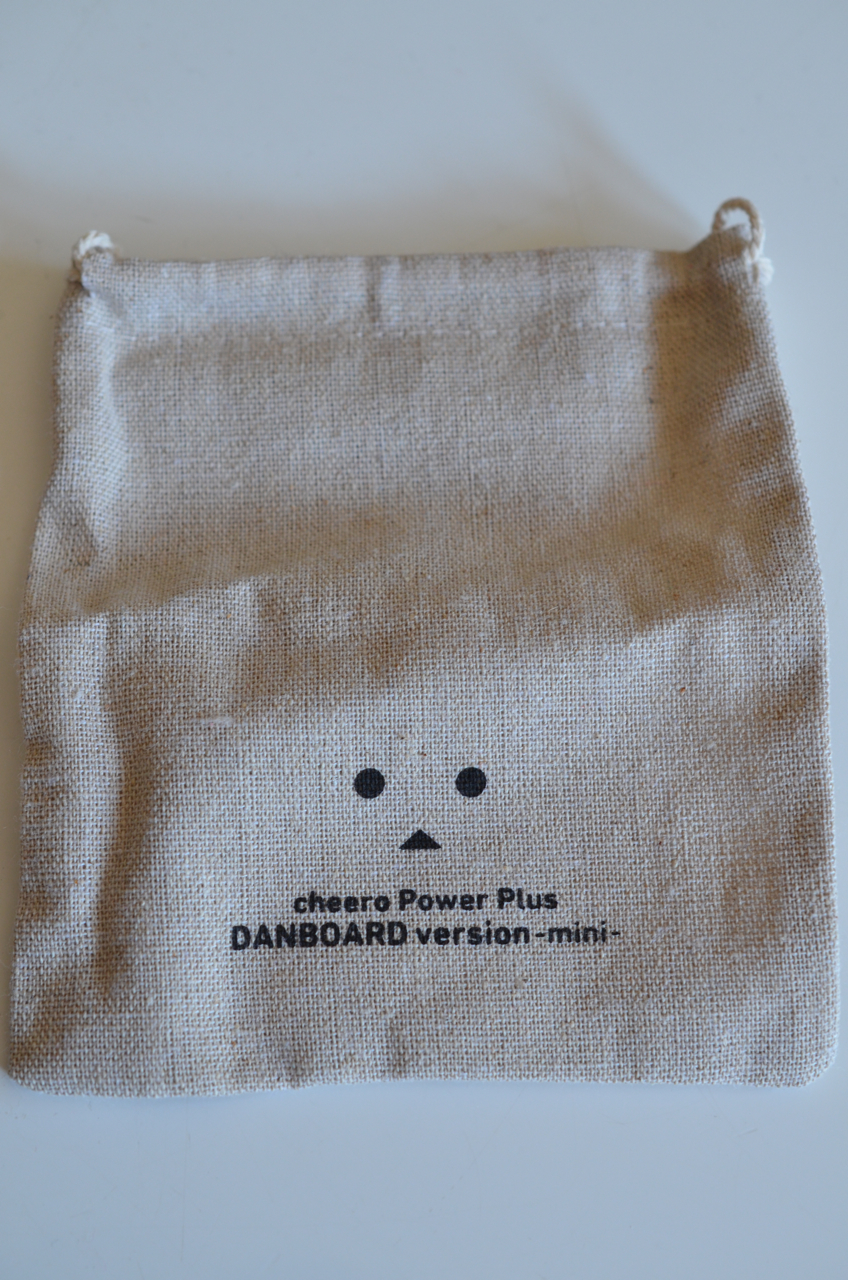 cheero Power Plus
DANBOARD version -mini-